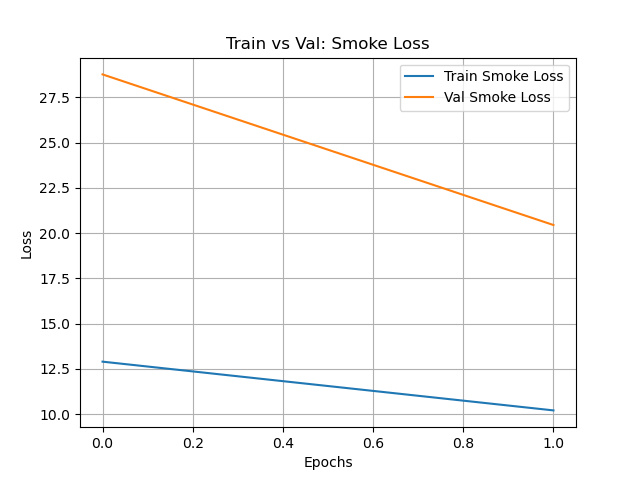 Train vs Val: Smoke Loss
Train Smoke Loss
Val Smoke Loss
27.5
25.0
22.5
20.0
17.5
15.0
12.5
10.0
Loss
0.0 0.2 0.4 0.6 0.8 1.0
Epochs